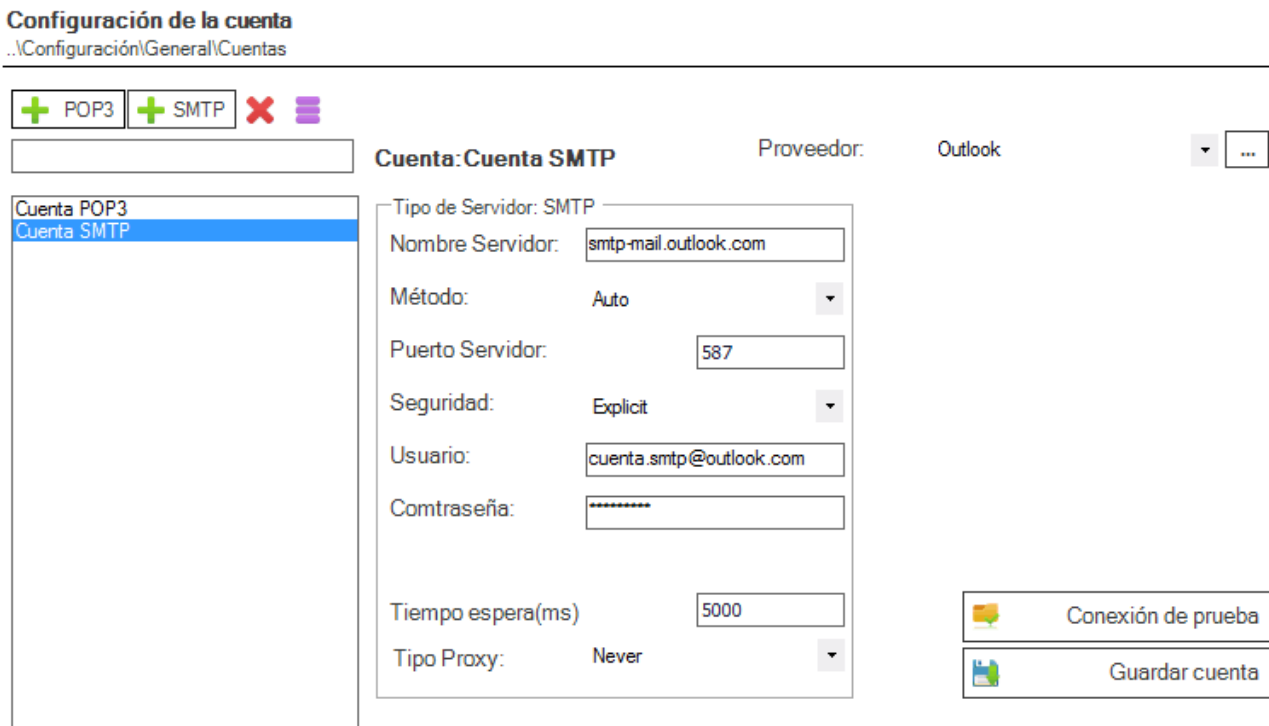 Configuración de la cuenta
..\Configuración\General\Cuentas
POP3 SMTP
Cuenta:Cuenta SMTP Proveedor: Outlook ...
Cuenta POP3
Cuenta SMTP
Tipo de Servidor: SMTP
Nombre Servidor: smtp-mail.outlook.com
Método: Auto
Puerto Servidor: 587
Seguridad: Explicit
Usuario: cuenta.smtp@outlook.com
Comtraseña: *********
Tiempo espera(ms) 5000
Tipo Proxy: Never
Conexión de prueba
Guardar cuenta